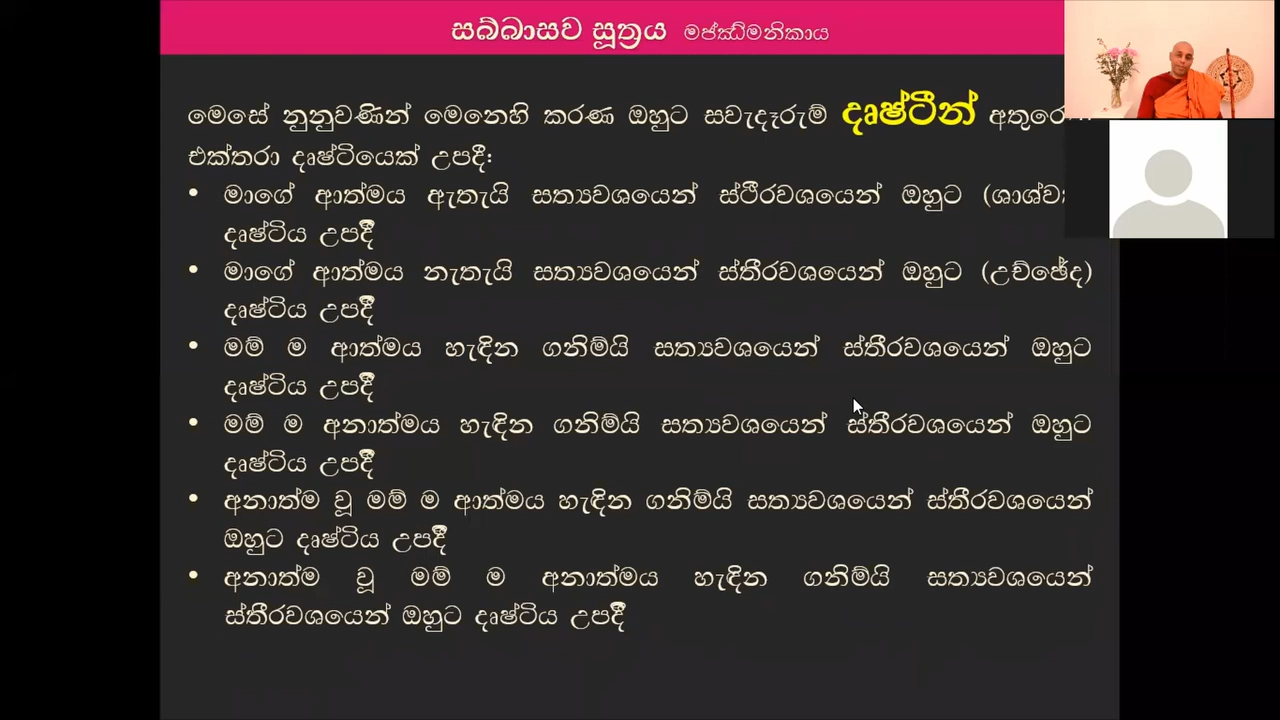 සබ්බාසව සූත්‍රය මජ්ඣිමනිකාය
මෙසේ නුනුවණින් මෙනෙහි කරණ ඔහුට සවැදෑරුම් දෘෂ්ටීන්
එක්තරා දෘෂ්ටියෙක් උපදී:
• මාගේ ආත්මය ඇතැයි සත්‍යවශයෙන් ස්ථීරවශයෙන් ඔහුට
දෘෂ්ටිය උපදී
• මාගේ ආත්මය නැතැයි සත්‍යවශයෙන් ස්තීරවශයෙන් ඔහුට (උච්ඡේද)
දෘෂ්ටිය උපදී
• මම් ම ආත්මය හැඳින ගනිම්යි සත්‍යවශයෙන් ස්තීරවශයෙන් ඔහුට
දෘෂ්ටිය උපදී
• මම් ම අනාත්මය හැඳින ගනිම්යි සත්‍යවශයෙන් ස්තීරවශයෙන් ඔහුට
දෘෂ්ටිය උපදී
• අනාත්ම වූ මම් ම ආත්මය හැඳින ගනිම්යි සත්‍යවශයෙන් ස්තීරවශයෙන්
ඔහුට දෘෂ්ටිය උපදී
• අනාත්ම වූ මම් ම අනාත්මය හැඳින ගනිම්යි සත්‍යවශයෙන්
ස්තීරවශයෙන් ඔහුට දෘෂ්ටිය උපදී